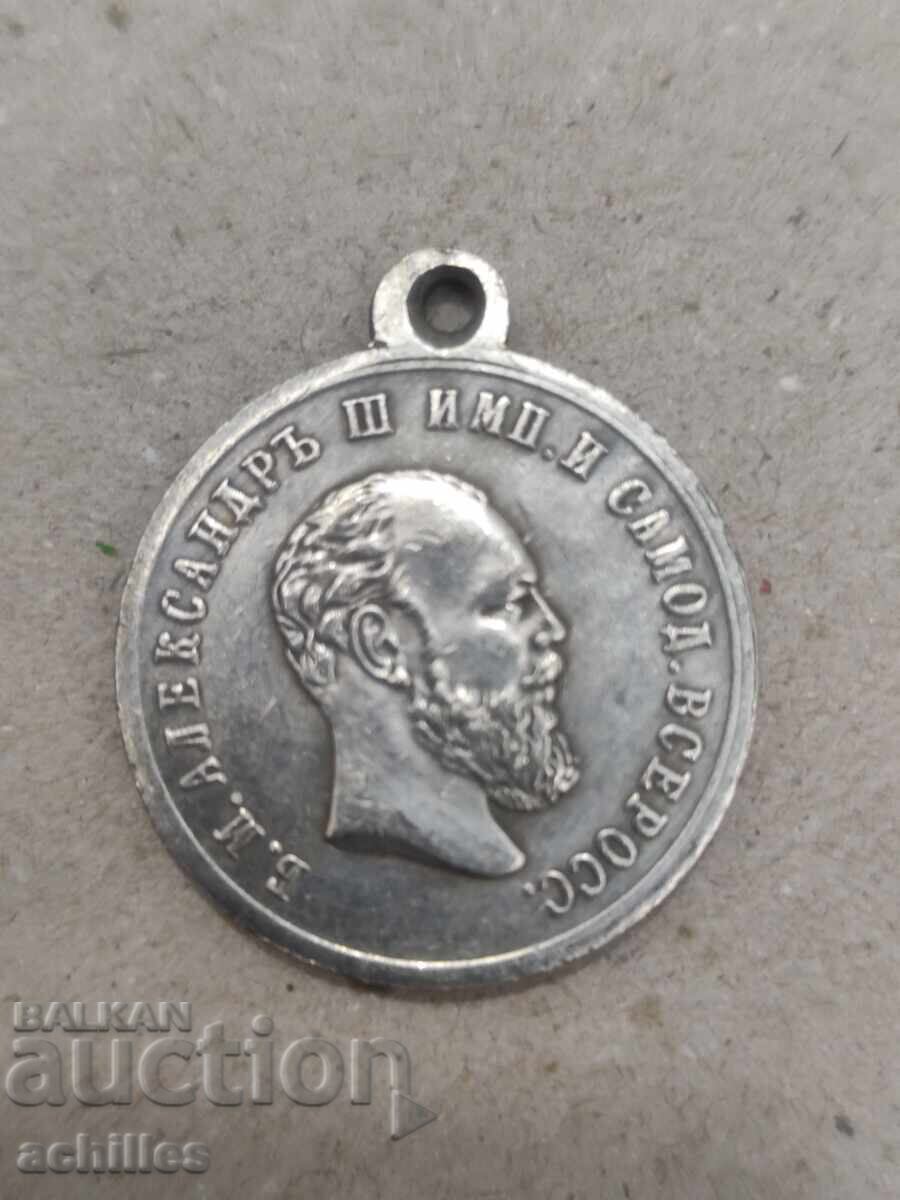 Б. М. АЛЕКСАНДРЪ III ИМП. И САМОД. ВСЕРОСС.
BALKAN
auction
achilles